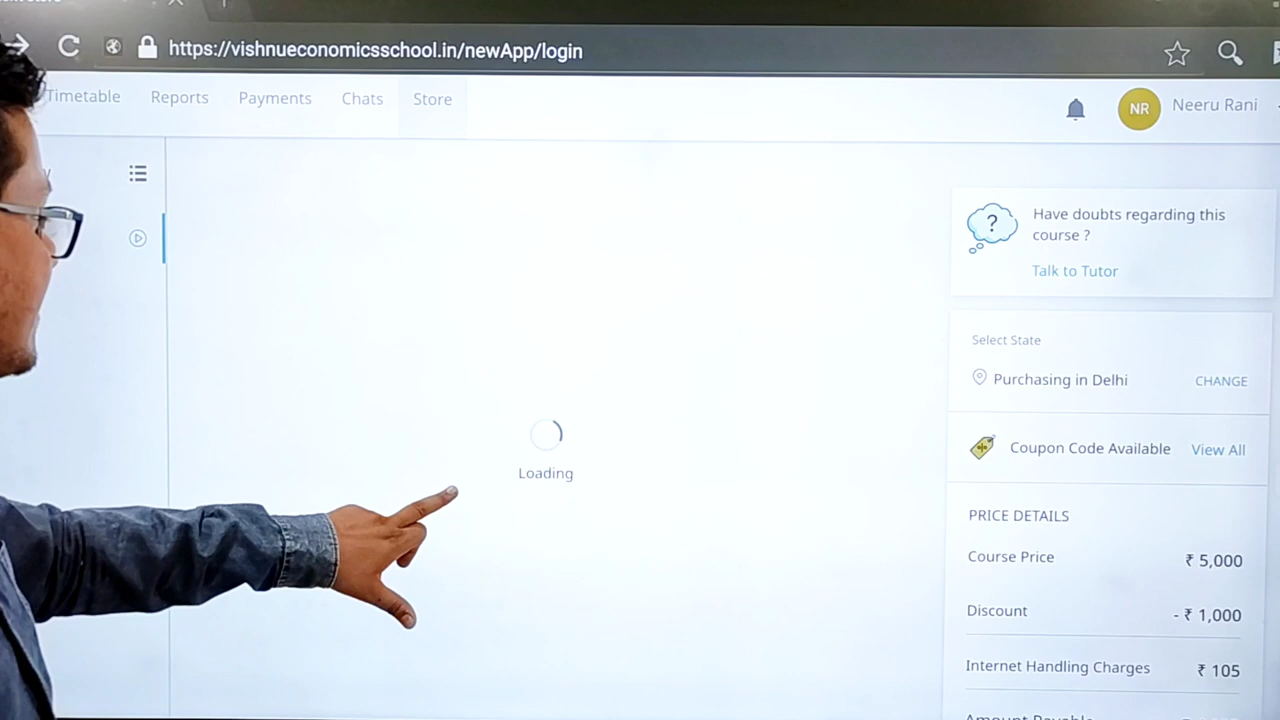 https://vishnueconomicsschool.in/newApp/login
Timetable Reports Payments Chats Store
NR Neeru Rani
Have doubts regarding this
course ?
Talk to Tutor
Select State
Purchasing in Delhi CHANGE
Coupon Code Available View All
Loading
PRICE DETAILS
Course Price ₹ 5,000
Discount - ₹ 1,000
Internet Handling Charges ₹ 105
Amount Payable